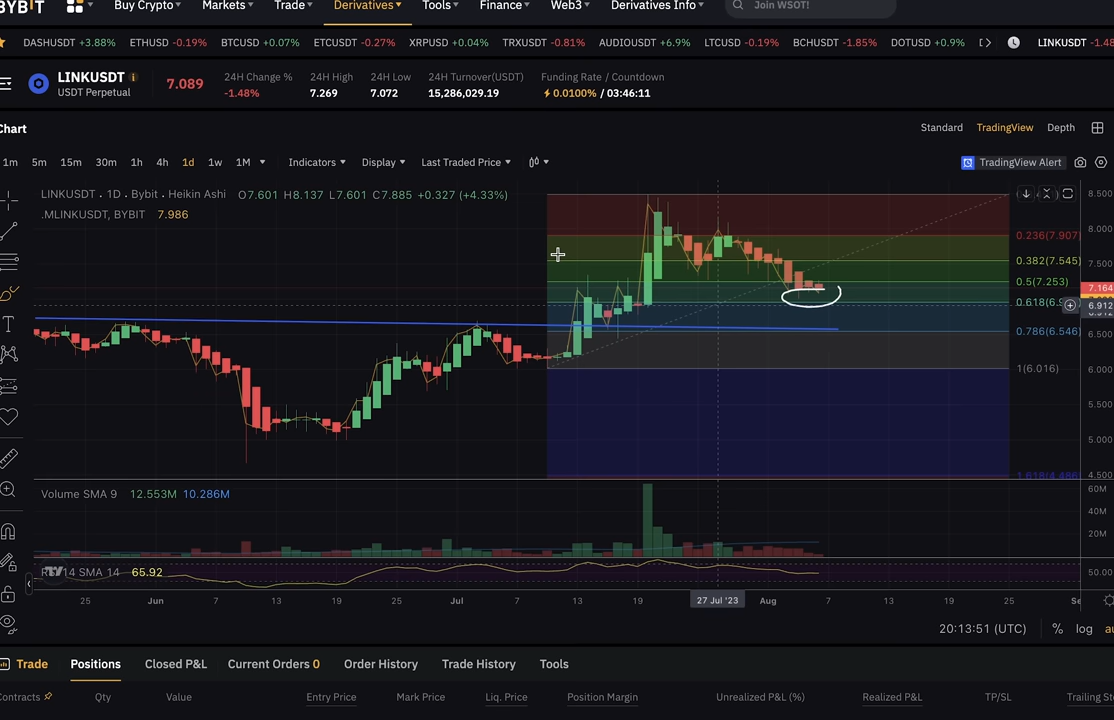 BYBIT Buy Crypto Markets Trade Derivatives Tools Finance Web3 Derivatives Info Join WSOT!
DASHUSDT +3.88% ETHUSD -0.19% BTCUSD +0.07% ETCUSDT -0.27% XRPUSD +0.04% TRXUSDT -0.81% AUDIOUSDT +6.9% LTCUSD -0.19% BCHUSDT -1.85% DOTUSD +0.9% LINKUSDT -1.48
LINKUSDT 7.089 24H Change % 24H High 24H Low 24H Turnover(USDT) Funding Rate / Countdown
USDT Perpetual -1.48% 7.269 7.072 15,286,029.19 0.0100% / 03:46:11
Chart Standard TradingView Depth
1m 5m 15m 30m 1h 4h 1d 1w 1M Indicators Display Last Traded Price TradingView Alert
LINKUSDT · 1D · Bybit · Heikin Ashi O7.601 H8.137 L7.601 C7.885 +0.327 (+4.33%)
.MLINKUSDT, BYBIT 7.986
8.500
8.000
0.236(7.907)
0.382(7.545)
7.500
0.5(7.253)
7.164
0.618(6.9
6.912
0.786(6.546)
6.500
1(6.016)
6.000
5.500
5.000
1.618(4.486)
4.500
Volume SMA 9 12.553M 10.286M
60M
40M
20M
14 SMA 14 65.92
50.00
25 Jun 7 13 19 25 Jul 7 13 19 27 Jul '23 Aug 7 13 19 25 Se
20:13:51 (UTC) % log au
Trade Positions Closed P&L Current Orders 0 Order History Trade History Tools
Contracts Qty Value Entry Price Mark Price Liq. Price Position Margin Unrealized P&L (%) Realized P&L TP/SL Trailing St